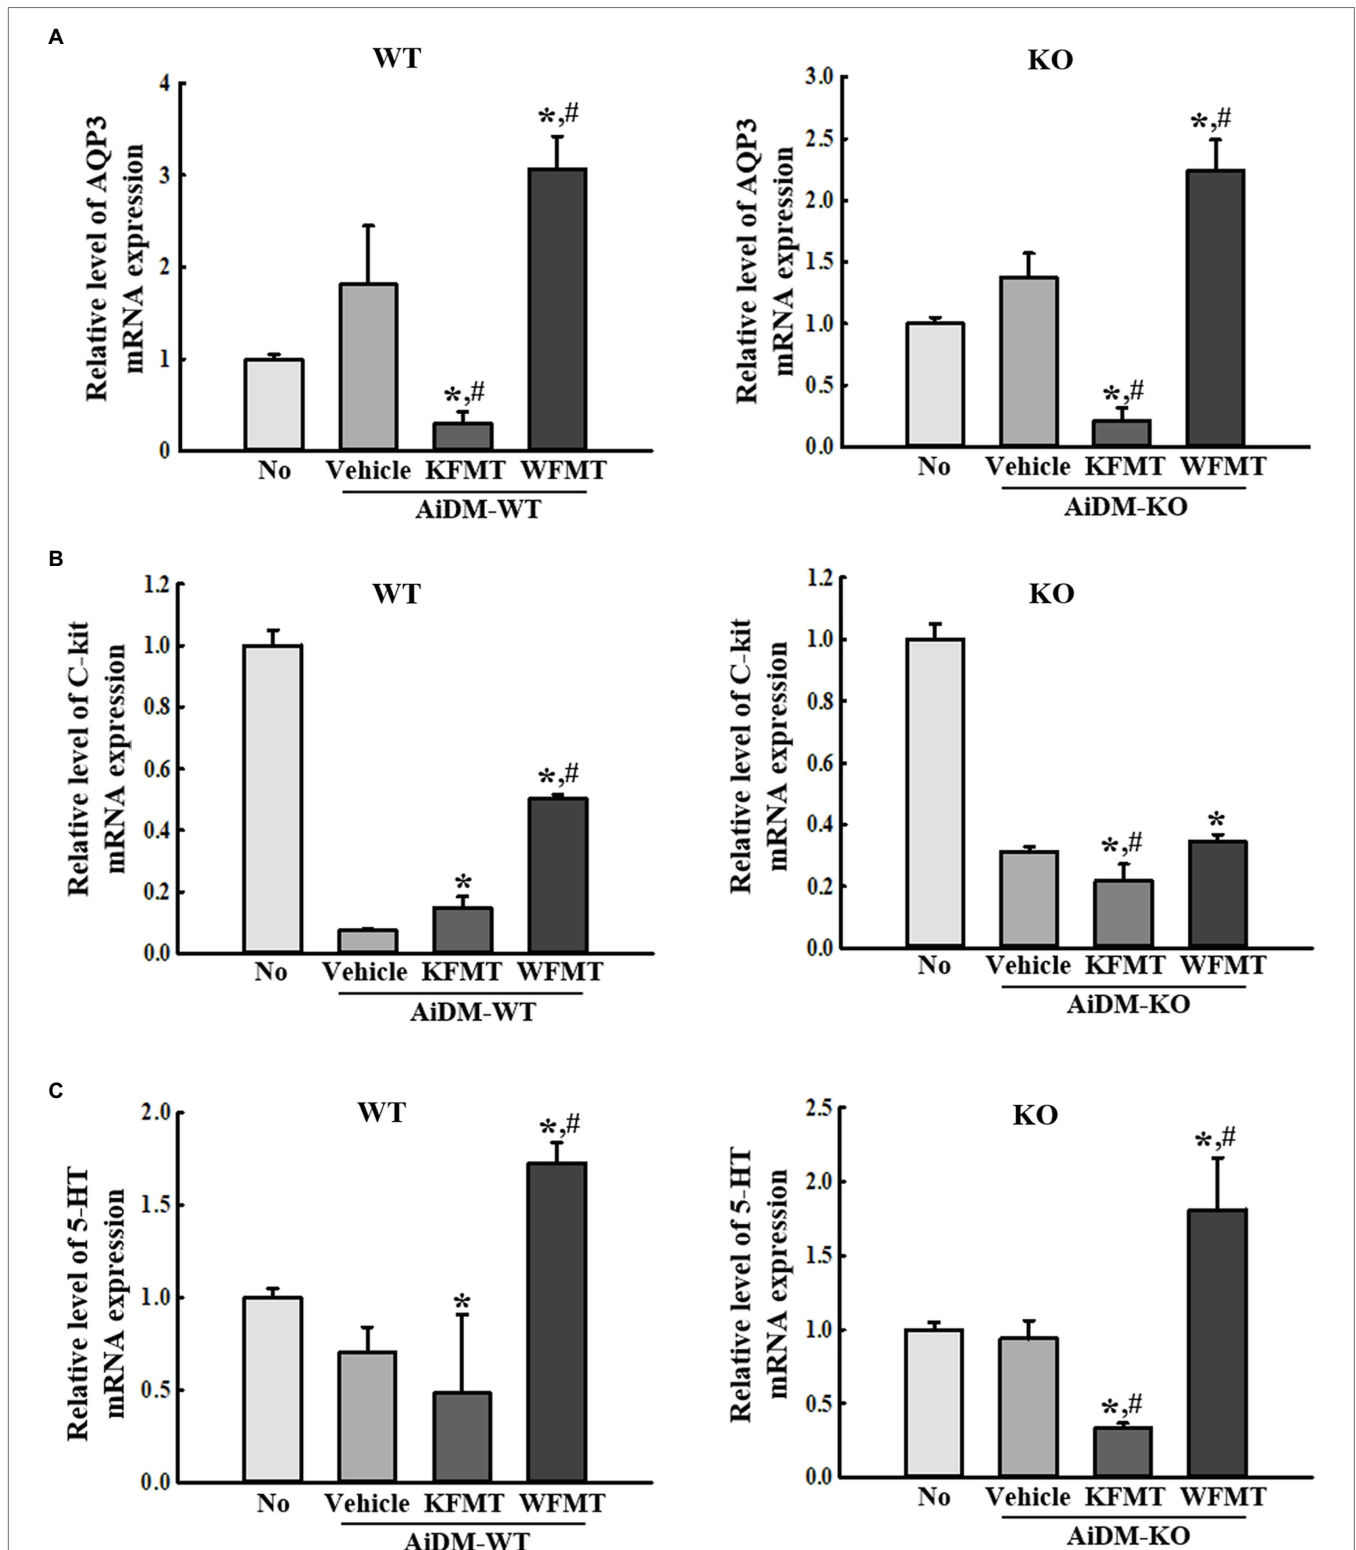 A
WT
Relative level of AQP3
mRNA expression
4
3
2
1
0
*,#
*,#
No Vehicle KFMT WFMT
AiDM-WT
KO
Relative level of AQP3
mRNA expression
3.0
2.5
2.0
1.5
1.0
0.5
0.0
*,#
*,#
No Vehicle KFMT WFMT
AiDM-KO
B
WT
Relative level of C-kit
mRNA expression
1.2
1.0
0.8
0.6
0.4
0.2
0.0
*
*,#
No Vehicle KFMT WFMT
AiDM-WT
KO
Relative level of C-kit
mRNA expression
1.2
1.0
0.8
0.6
0.4
0.2
0.0
*,#
*
No Vehicle KFMT WFMT
AiDM-KO
C
WT
Relative level of 5-HT
mRNA expression
2.0
1.5
1.0
0.5
0.0
*
*,#
No Vehicle KFMT WFMT
AiDM-WT
KO
Relative level of 5-HT
mRNA expression
2.5
2.0
1.5
1.0
0.5
0.0
*,#
*,#
No Vehicle KFMT WFMT
AiDM-KO